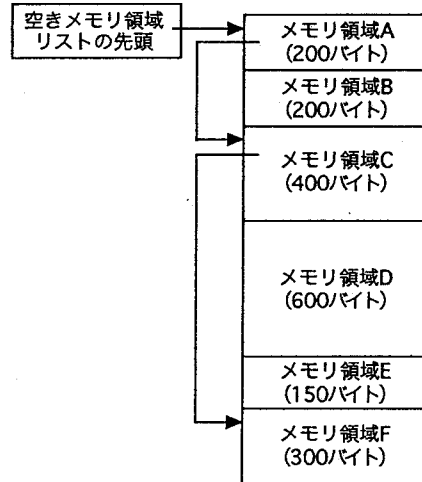 空きメモリ領域
リストの先頭
メモリ領域A
(200バイト)
メモリ領域B
(200バイト)
メモリ領域C
(400バイト)
メモリ領域D
(600バイト)
メモリ領域E
(150バイト)
メモリ領域F
(300バイト)